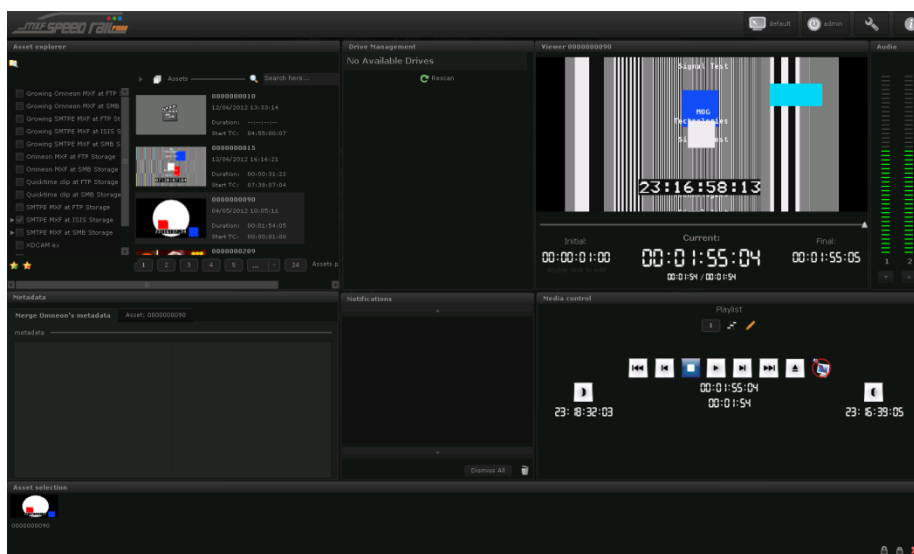 MXF SPEED rail
default
admin
Asset explorer
Drive Management
Viewer 0000000090
Audio
No Available Drives
Rescan
Assets
Search here...
Growing Omneon MXF at FTP
Growing Omneon MXF at SMB
Growing SMTPE MXF at FTP St
Growing SMTPE MXF at ISIS S
Growing SMTPE MXF at SMB S
Omneon MXF at FTP Storage
Omneon MXF at SMB Storage
Quicktime clip at FTP Storage
Quicktime clip at SMB Storage
SMTPE MXF at FTP Storage
SMTPE MXF at ISIS Storage
SMTPE MXF at SMB Storage
XDCAM ex
0000000010
12/06/2012 13:33:14
Duration: --:--:--:--
Start TC: 04:55:00:07
0000000015
12/06/2012 16:16:21
Duration: 00:00:31:22
Start TC: 07:38:07:04
0000000090
04/05/2012 10:05:11
Duration: 00:01:54:05
Start TC: 00:00:01:00
0000000209
1 2 3 4 5 ... 24 Assets p
Signal Test
MOG
Technologies
23:16:58:13
Initial:
00:00:01:00
Current:
00:01:55:04
00:01:54 / 00:01:54
Final:
00:01:55:05
1 2
Metadata
Merge Omneon's metadata
Asset: 0000000090
metadata
Notifications
Dismiss All
Media control
Playlist
1
00:01:55:04
00:01:54
23:18:32:03
23:16:39:05
Asset selection
0000000090